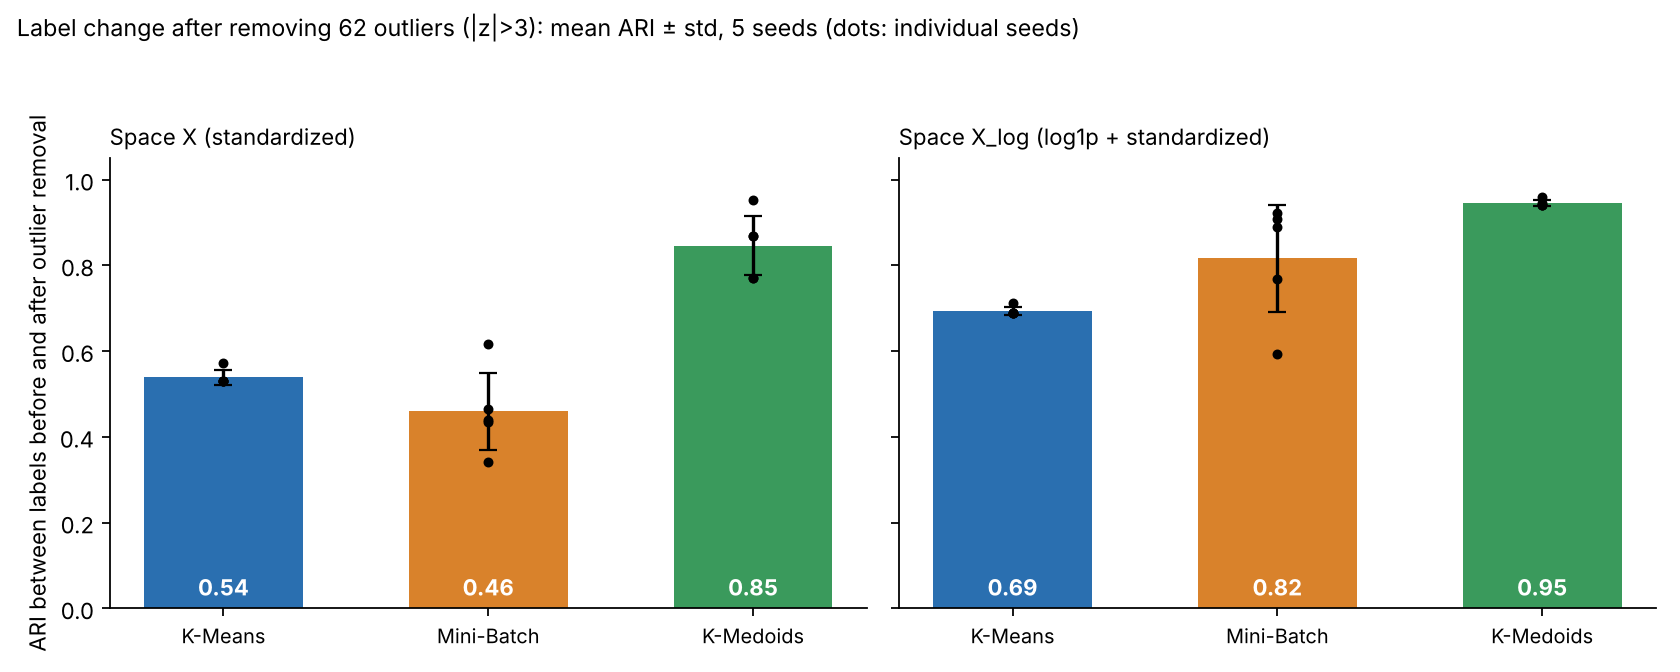 Label change after removing 62 outliers (|z|>3): mean ARI ± std, 5 seeds (dots: individual seeds)
ARI between labels before and after outlier removal
Space X (standardized)
1.0
0.8
0.6
0.4
0.2
0.0
0.54
0.46
0.85
K-Means
Mini-Batch
K-Medoids
Space X_log (log1p + standardized)
0.69
0.82
0.95
K-Means
Mini-Batch
K-Medoids